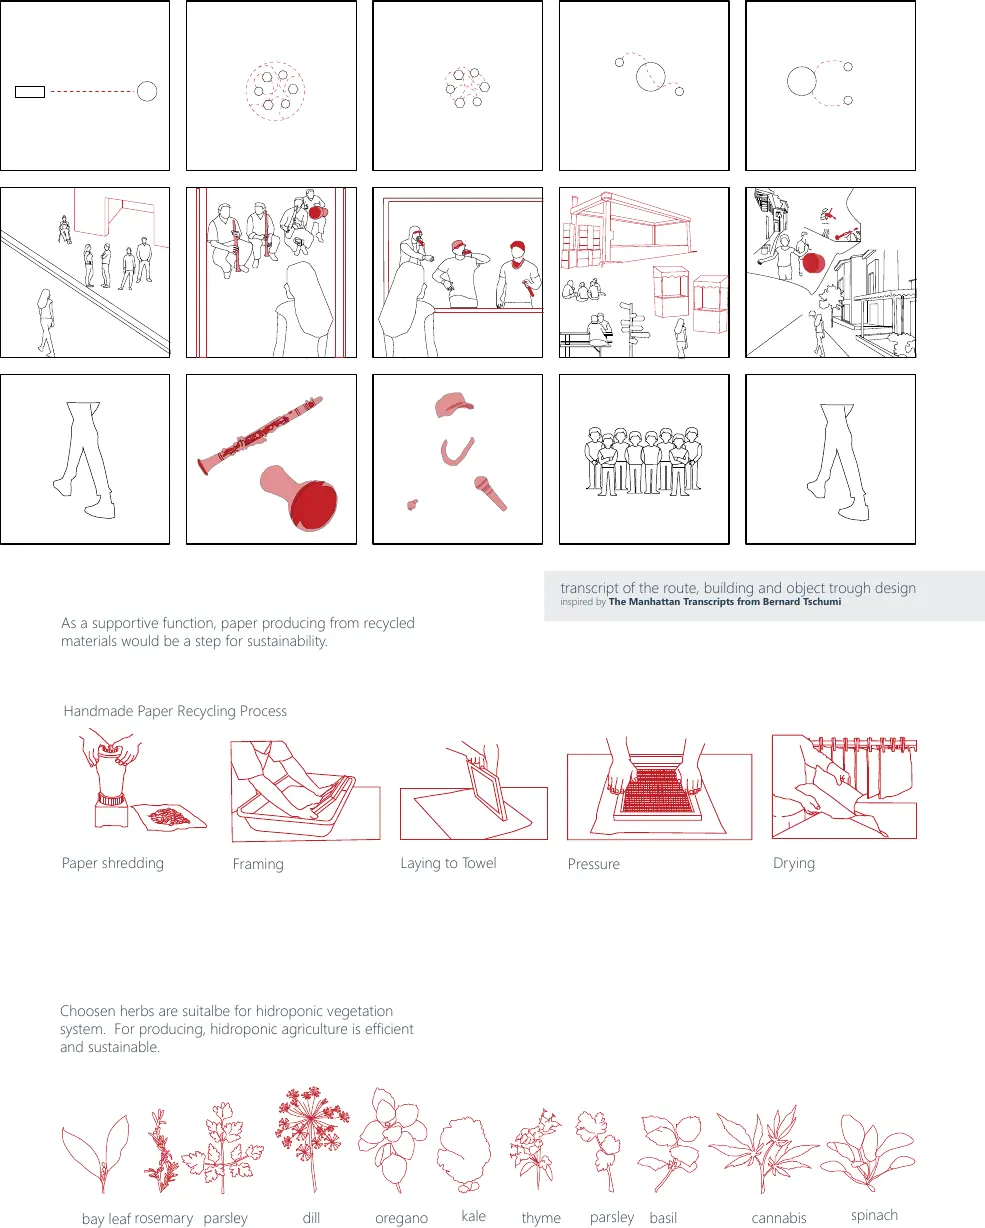 transcript of the route, building and object trough design
inspired by The Manhattan Transcripts from Bernard Tschumi
As a supportive function, paper producing from recycled
materials would be a step for sustainability.
Handmade Paper Recycling Process
Paper shredding
Framing
Laying to Towel
Pressure
Drying
Choosen herbs are suitalbe for hidroponic vegetation
system. For producing, hidroponic agriculture is efficient
and sustainable.
bay leaf rosemary parsley dill oregano kale thyme parsley basil cannabis spinach